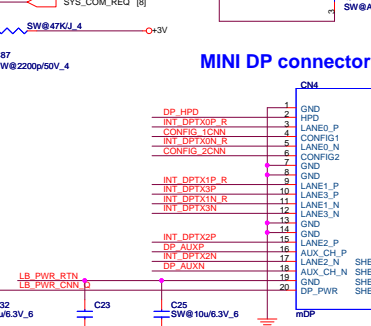 SYS_COM_REQ [8]
SW@47K/J_4
+3V
SW@A
3
87
W@2200p/50V_4
MINI DP connector
CN4
DP_HPD
INT_DPTX0P_R
CONFIG_1CNN
INT_DPTX0N_R
CONFIG_2CNN
INT_DPTX1P_R
INT_DPTX3P
INT_DPTX1N_R
INT_DPTX3N
INT_DPTX2P
DP_AUXP
INT_DPTX2N
DP_AUXN
LB_PWR_RTN
LB_PWR_CNN_D
1 GND
2 HPD
3 LANE0_P
4 CONFIG1
5 LANE0_N
6 CONFIG2
7 GND
8 GND
9 LANE1_P
10 LANE3_P
11 LANE1_N
12 LANE3_N
13 GND
14 GND
15 LANE2_P
16 AUX_CH_P
17 LANE2_N SHE
18 AUX_CH_N SHE
19 GND SHE
20 DP_PWR SHE
mDP
32
u/6.3V_6
C23
C25
SW@10u/6.3V_6